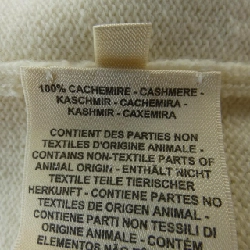 100% CACHEMIRE - CASHMERE -
KASCHMIR - CACHEMIRA -
KASHMIR - CAXEMIRA
CONTIENT DES PARTIES NON
TEXTILES D'ORIGINE ANIMALE -
CONTAINS NON-TEXTILE PARTS OF
ANIMAL ORIGIN - ENTHÄLT NICHT
TEXTILE TEILE TIERISCHER
HERKUNFT - CONTIENE PARTES NO
TEXTILES DE ORIGEN ANIMAL -
CONTIENE PARTI NON TESSILI DI
ORIGINE ANIMALE - CONTÉM
ELEMENTOS NÃO